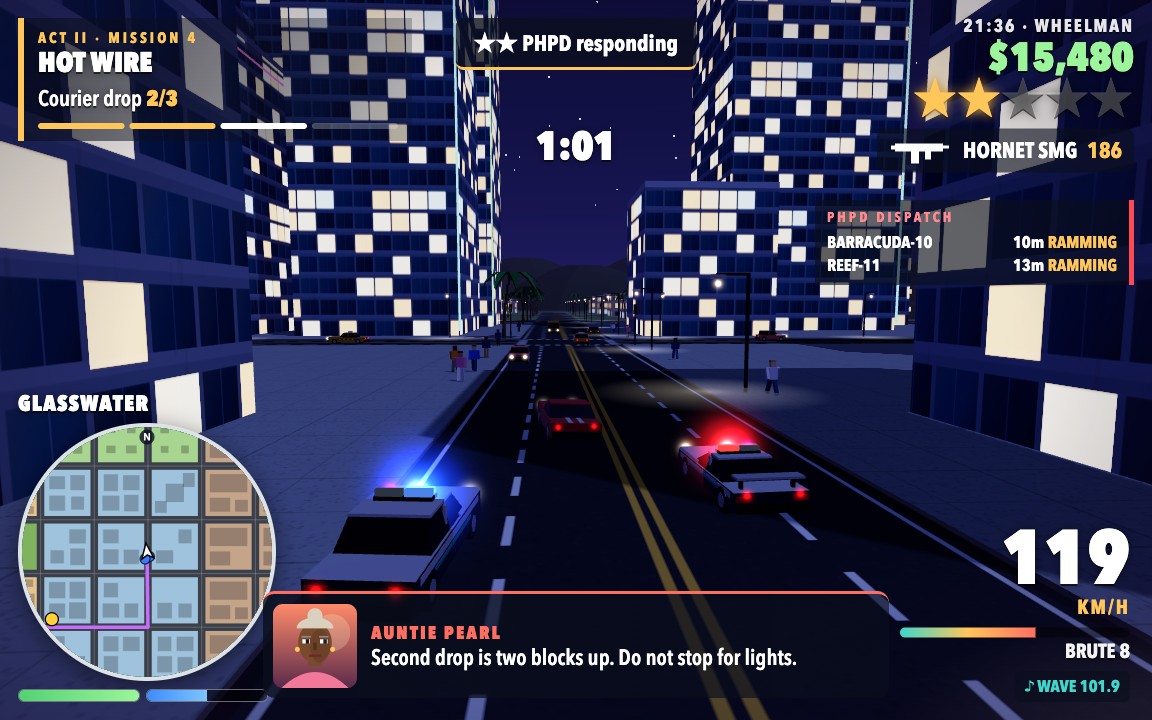 ACT II · MISSION 4
HOT WIRE
Courier drop 2/3
★★ PHPD responding
1:01
21:36 · WHEELMAN
$15,480
HORNET SMG 186
PHPD DISPATCH
BARRACUDA-10 10m RAMMING
REEF-11 13m RAMMING
GLASSWATER
N
AUNTIE PEARL
Second drop is two blocks up. Do not stop for lights.
119
KM/H
BRUTE 8
♪ WAVE 101.9